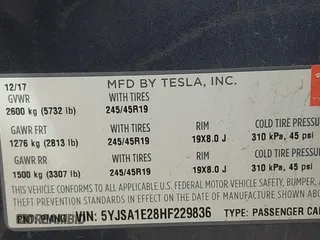 12/17 MFD BY TESLA, INC.
GVWR WITH TIRES
2600 kg (5732 lb) 245/45R19
GAWR FRT WITH TIRES RIM COLD TIRE PRESSURE
1276 kg (2813 lb) 245/45R19 19X8.0 J 310 kPa, 45 psi
GAWR RR WITH TIRES RIM COLD TIRE PRESSUR
1500 kg (3307 lb) 245/45R19 19X8.0 J 310 kPa, 45 psi
THIS VEHICLE CONFORMS TO ALL APPLICABLE U.S. FEDERAL MOTOR VEHICLE SAFETY, BUMPER,
THEFT PREVENTION STANDARDS IN EFFECT ON THE DATE OF MANUFACTURE SHOWN ABOVE
VIN: 5YJSA1E28HF229836 TYPE: PASSENGER CAR